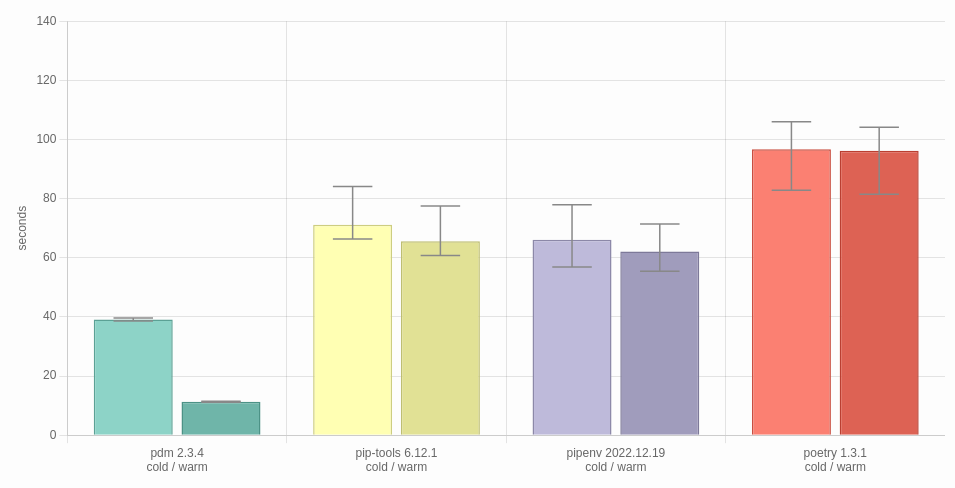 140
120
100
80
60
40
20
0
seconds
pdm 2.3.4
cold / warm
pip-tools 6.12.1
cold / warm
pipenv 2022.12.19
cold / warm
poetry 1.3.1
cold / warm